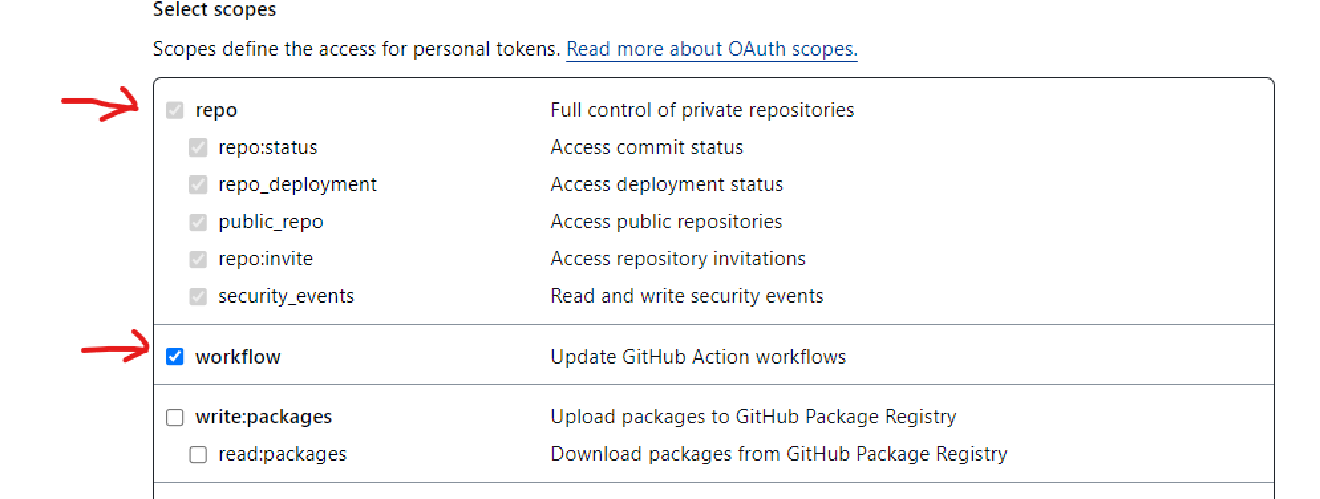 Select scopes
Scopes define the access for personal tokens. Read more about OAuth scopes.
repo Full control of private repositories
repo:status Access commit status
repo_deployment Access deployment status
public_repo Access public repositories
repo:invite Access repository invitations
security_events Read and write security events
workflow Update GitHub Action workflows
write:packages Upload packages to GitHub Package Registry
read:packages Download packages from GitHub Package Registry